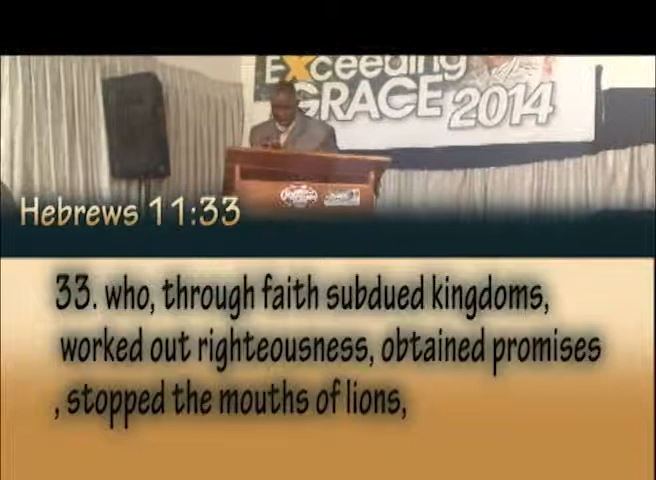 Exceeding
GRACE 2014
Hebrews 11:33
33. who, through faith subdued kingdoms,
worked out righteousness, obtained promises
, stopped the mouths of lions,